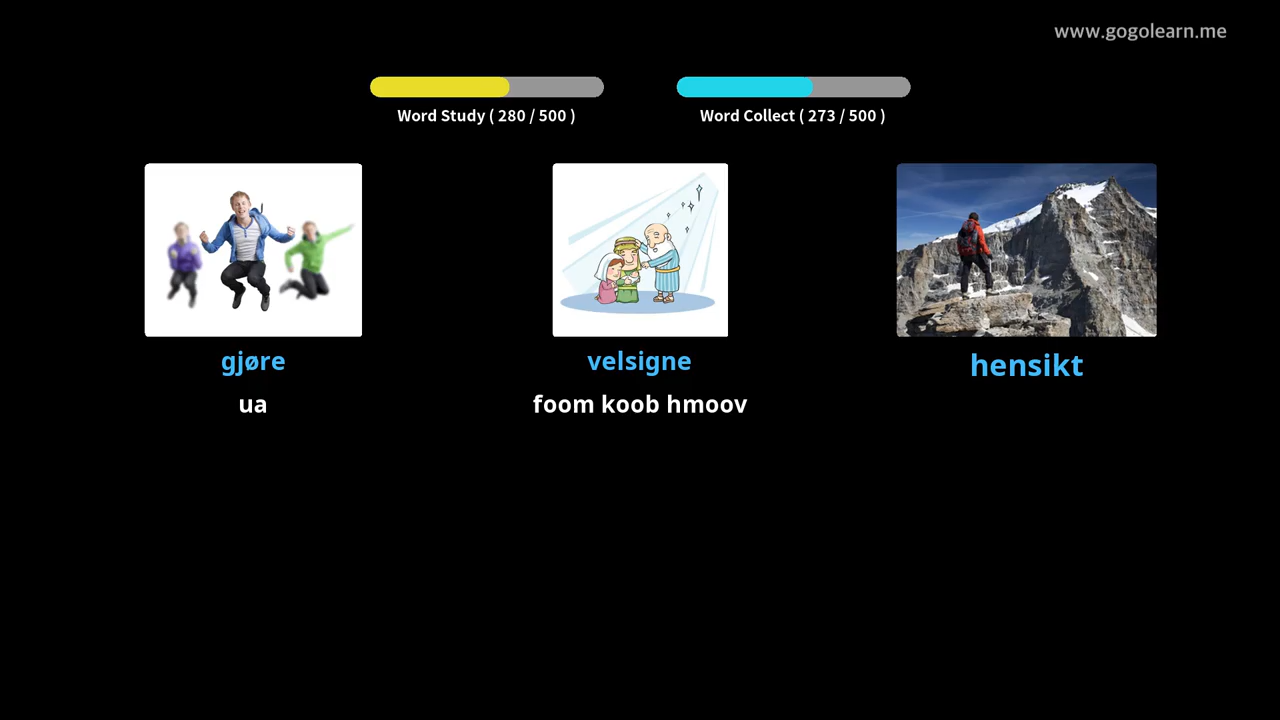 www.gogolearn.me
Word Study ( 280 / 500 )
Word Collect ( 273 / 500 )
gjøre
ua
velsigne
foom koob hmoov
hensikt